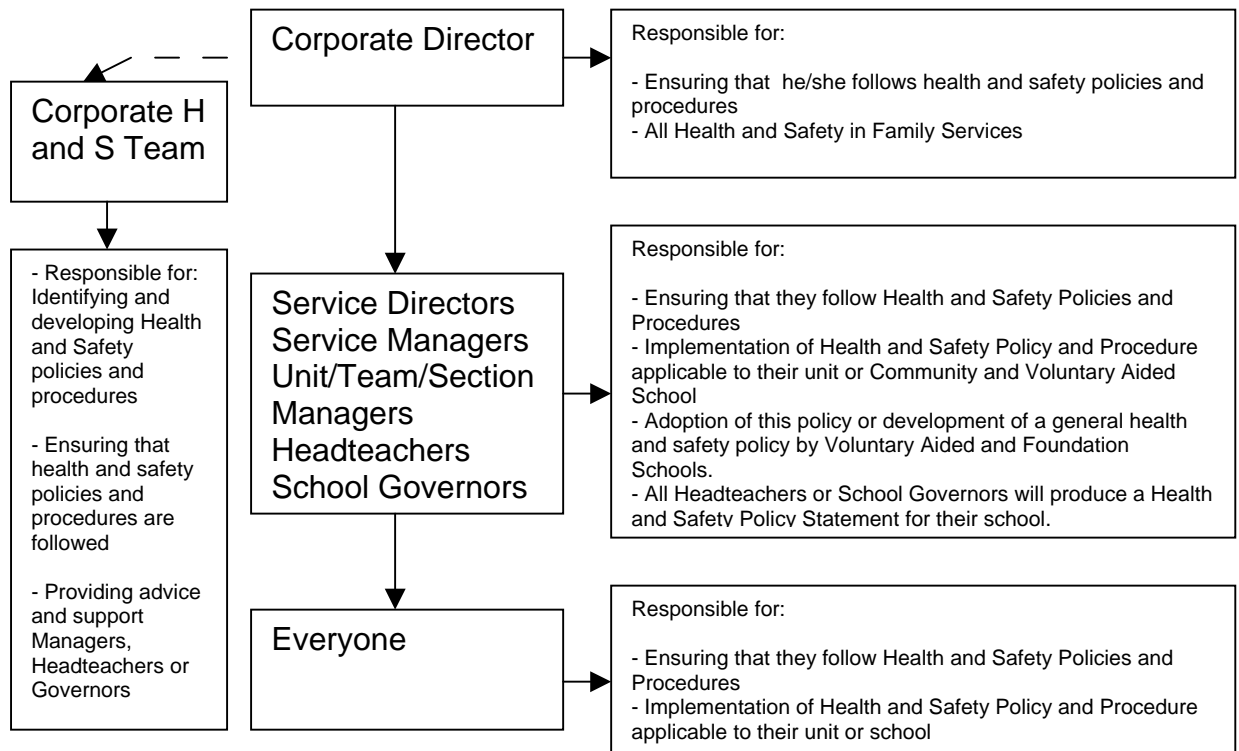 Corporate Director
Responsible for:
- Ensuring that he/she follows health and safety policies and
procedures
- All Health and Safety in Family Services
Corporate H
and S Team
- Responsible for:
Identifying and
developing Health
and Safety
policies and
procedures
- Ensuring that
health and safety
policies and
procedures are
followed
- Providing advice
and support
Managers,
Headteachers or
Governors
Service Directors
Service Managers
Unit/Team/Section
Managers
Headteachers
School Governors
Responsible for:
- Ensuring that they follow Health and Safety Policies and
Procedures
- Implementation of Health and Safety Policy and Procedure
applicable to their unit or Community and Voluntary Aided
School
- Adoption of this policy or development of a general health
and safety policy by Voluntary Aided and Foundation
Schools.
- All Headteachers or School Governors will produce a Health
and Safety Policy Statement for their school.
Everyone
Responsible for:
- Ensuring that they follow Health and Safety Policies and
Procedures
- Implementation of Health and Safety Policy and Procedure
applicable to their unit or school